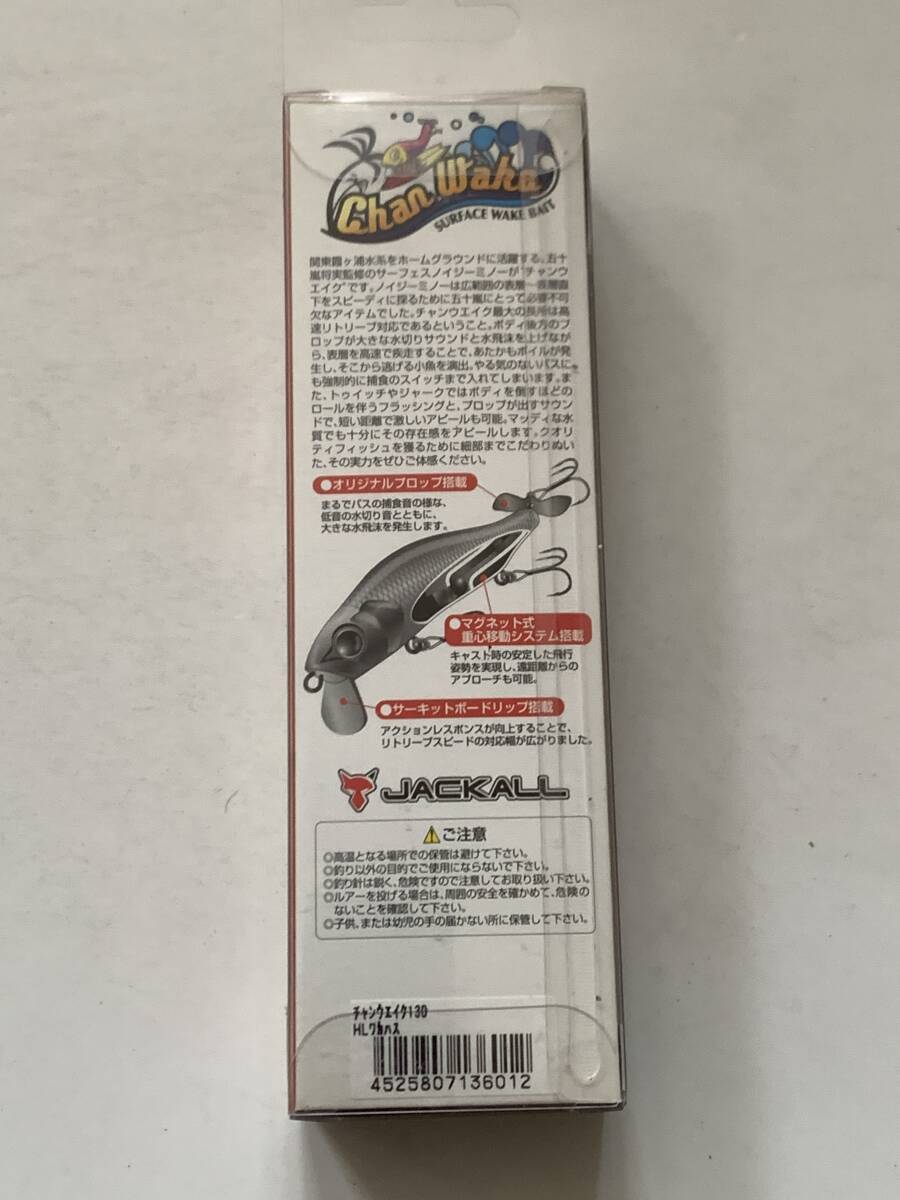 Chan Wake
SURFACE WAKE BAIT
関東霞ヶ浦水系をホームグラウンドに活躍する。五十
嵐将実監修のサーフェスノイジーミノーが"チャンウ
エイク"です。ノイジーミノーは広範囲の表層～表層直
下をスピーディに探るために五十嵐にとって必要不可
欠なアイテムでした。チャンウエイク最大の長所は高
速リトリーブ対応であるということ。ボディ後方のプ
ロップが大きな水切りサウンドと水飛沫を上げなが
ら、表層を高速で疾走することで、あたかもボイルが発
生し、そこから逃げる小魚を演出。やる気のないバスに
も強制的に捕食のスイッチまで入れてしまいます。ま
た、トゥイッチやジャークではボディを倒すほどの
ロールを伴うフラッシングと、プロップが出すサウン
ドで、短い距離で激しいアピールも可能。マッディな水
質でも十分にその存在感をアピールします。クオリ
ティフィッシュを獲るために細部までこだわりぬい
た、その実力をぜひご体感ください。
●オリジナルプロップ搭載
まるでバスの捕食音の様な、
低音の水切り音とともに、
大きな水飛沫を発生します。
●マグネット式
重心移動システム搭載
キャスト時の安定した飛行
姿勢を実現し、遠距離からの
アプローチも可能。
●サーキットボードリップ搭載
アクションレスポンスが向上することで、
リトリーブスピードの対応幅が広がりました。
JACKALL
ご注意
◎高温となる場所での保管は避けて下さい。
◎釣り以外の目的でご使用にならないで下さい。
◎釣り針は鋭く、危険ですので注意してお取り扱い下さい。
◎ルアーを投げる場合は、周囲の安全を確かめて、危険の
ないことを確認して下さい。
◎子供、または幼児の手の届かない所に保管して下さい。
チャンウエイク130
HLワカハス
4525807136012